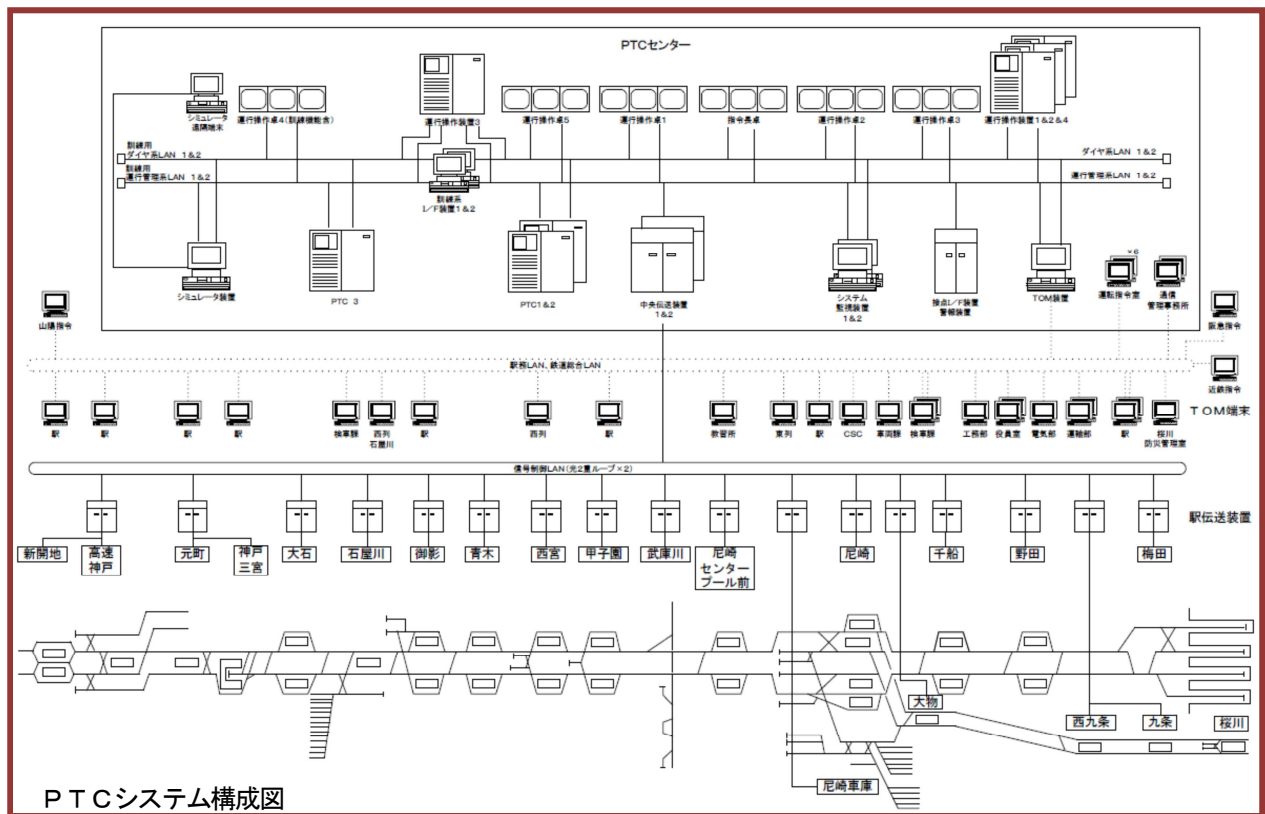 PTCセンター
シミュレータ
遠隔端末
運行操作卓4(訓練機能含)
運行操作装置3
運行操作卓5
運行操作卓1
指令長卓
運行操作卓2
運行操作卓3
運行操作装置1&2&4
訓練用
ダイヤ系LAN 1&2
ダイヤ系LAN 1&2
訓練用
運行管理系LAN 1&2
運行管理系LAN 1&2
訓練系
I/F装置1&2
シミュレータ装置
PTC 3
PTC1&2
中央伝送装置
1&2
システム
監視装置
1&2
接点I/F装置
警報装置
TOM装置
×6
運転指令室
通信
管理事務所
山陽指令
阪急指令
駅務LAN、鉄道総合LAN
近鉄指令
TOM端末
駅
駅
駅
駅
検車課
西列
石屋川
駅
西列
駅
教習所
東列
駅
CSC
車両課
検車課
工務部
役員室
電気部
運輸部
駅
桜川
防災管理室
信号制御LAN(光2重ループ×2)
駅伝送装置
新開地
高速
神戸
元町
神戸
三宮
大石
石屋川
御影
青木
西宮
甲子園
武庫川
尼崎
センター
プール前
尼崎
千船
野田
梅田
大物
西九条
九条
桜川
尼崎車庫
PTCシステム構成図